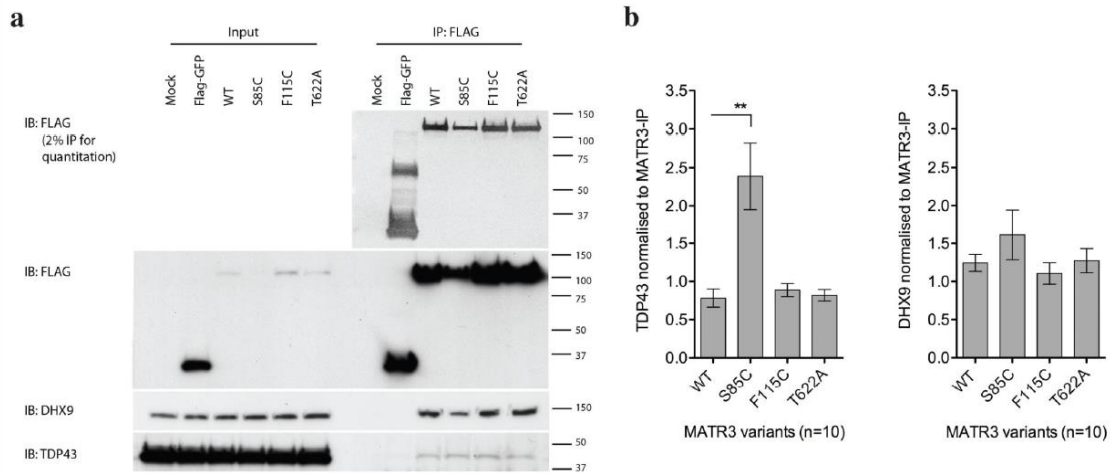 a
Input
IP: FLAG
Mock
Flag-GFP
WT
S85C
F115C
T622A
Mock
Flag-GFP
WT
S85C
F115C
T622A
IB: FLAG
(2% IP for
quantitation)
150
100
75
50
37
IB: FLAG
150
100
75
50
37
IB: DHX9
150
IB:TDP43
50
37
b
TDP43 normalised to MATR3-IP
3.5
3.0
2.5
2.0
1.5
1.0
0.5
0.0
**
WT
S85C
F115C
T622A
MATR3 variants (n=10)
DHX9 normalised to MATR3-IP
3.5
3.0
2.5
2.0
1.5
1.0
0.5
0.0
WT
S85C
F115C
T622A
MATR3 variants (n=10)